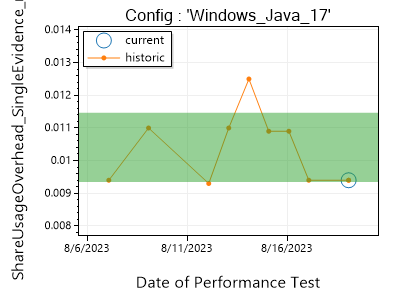 Config : 'Windows_Java_17'
ShareUsageOverhead_SingleEvidence_
0.014
0.013
0.012
0.011
0.01
0.009
0.008
current
historic
8/6/2023
8/11/2023
8/16/2023
Date of Performance Test